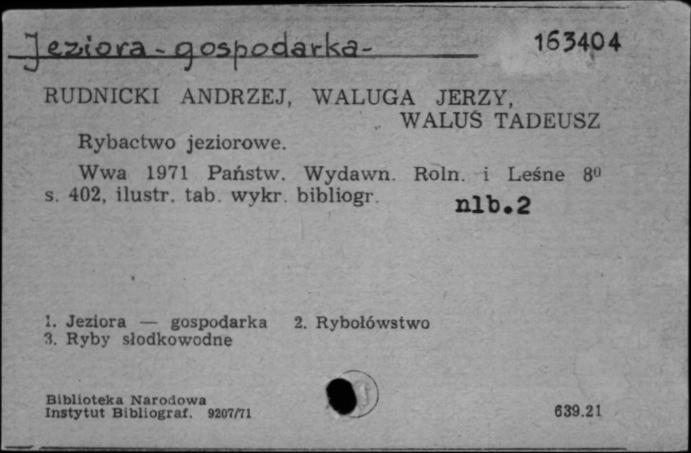 Jeziora - gospodarka -
163404
RUDNICKI ANDRZEJ, WALUGA JERZY,
WALUŚ TADEUSZ
Rybactwo jeziorowe.
Wwa 1971 Państw. Wydawn. Roln. i Leśne 8⁰
s. 402, ilustr. tab. wykr. bibliogr.
nlb.2
1. Jeziora — gospodarka 2. Rybołówstwo
3. Ryby słodkowodne
Biblioteka Narodowa
Instytut Bibliograf. 9207/71
639.21